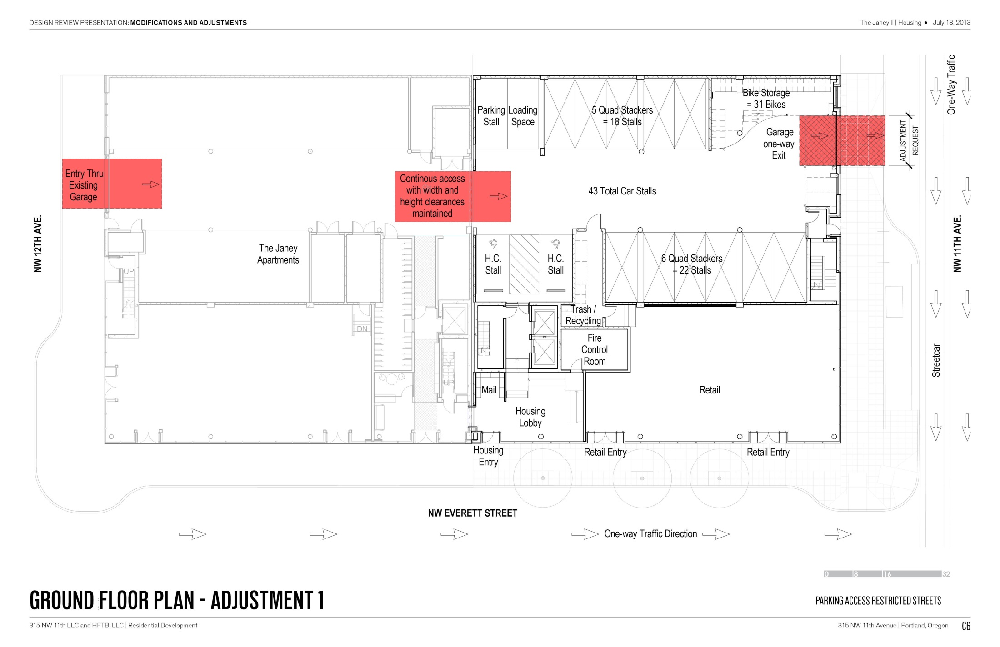 DESIGN REVIEW PRESENTATION: MODIFICATIONS AND ADJUSTMENTS
The Janey II | Housing ● July 18, 2013
One-Way Traffic
Parking
Stall
Loading
Space
5 Quad Stackers
= 18 Stalls
Bike Storage
= 31 Bikes
Garage
one-way
Exit
ADJUSTMENT
REQUEST
Entry Thru
Existing
Garage
Continous access
with width and
height clearances
maintained
43 Total Car Stalls
NW 12TH AVE.
NW 11TH AVE.
The Janey
Apartments
H.C.
Stall
H.C.
Stall
6 Quad Stackers
= 22 Stalls
UP
DN
UP
Trash /
Recycling
Fire
Control
Room
Streetcar
Mail
Housing
Lobby
Retail
Housing
Entry
Retail Entry
Retail Entry
NW EVERETT STREET
One-way Traffic Direction
0 8 16 32
GROUND FLOOR PLAN - ADJUSTMENT 1
PARKING ACCESS RESTRICTED STREETS
315 NW 11th LLC and HFTB, LLC | Residential Development
315 NW 11th Avenue | Portland, Oregon C6